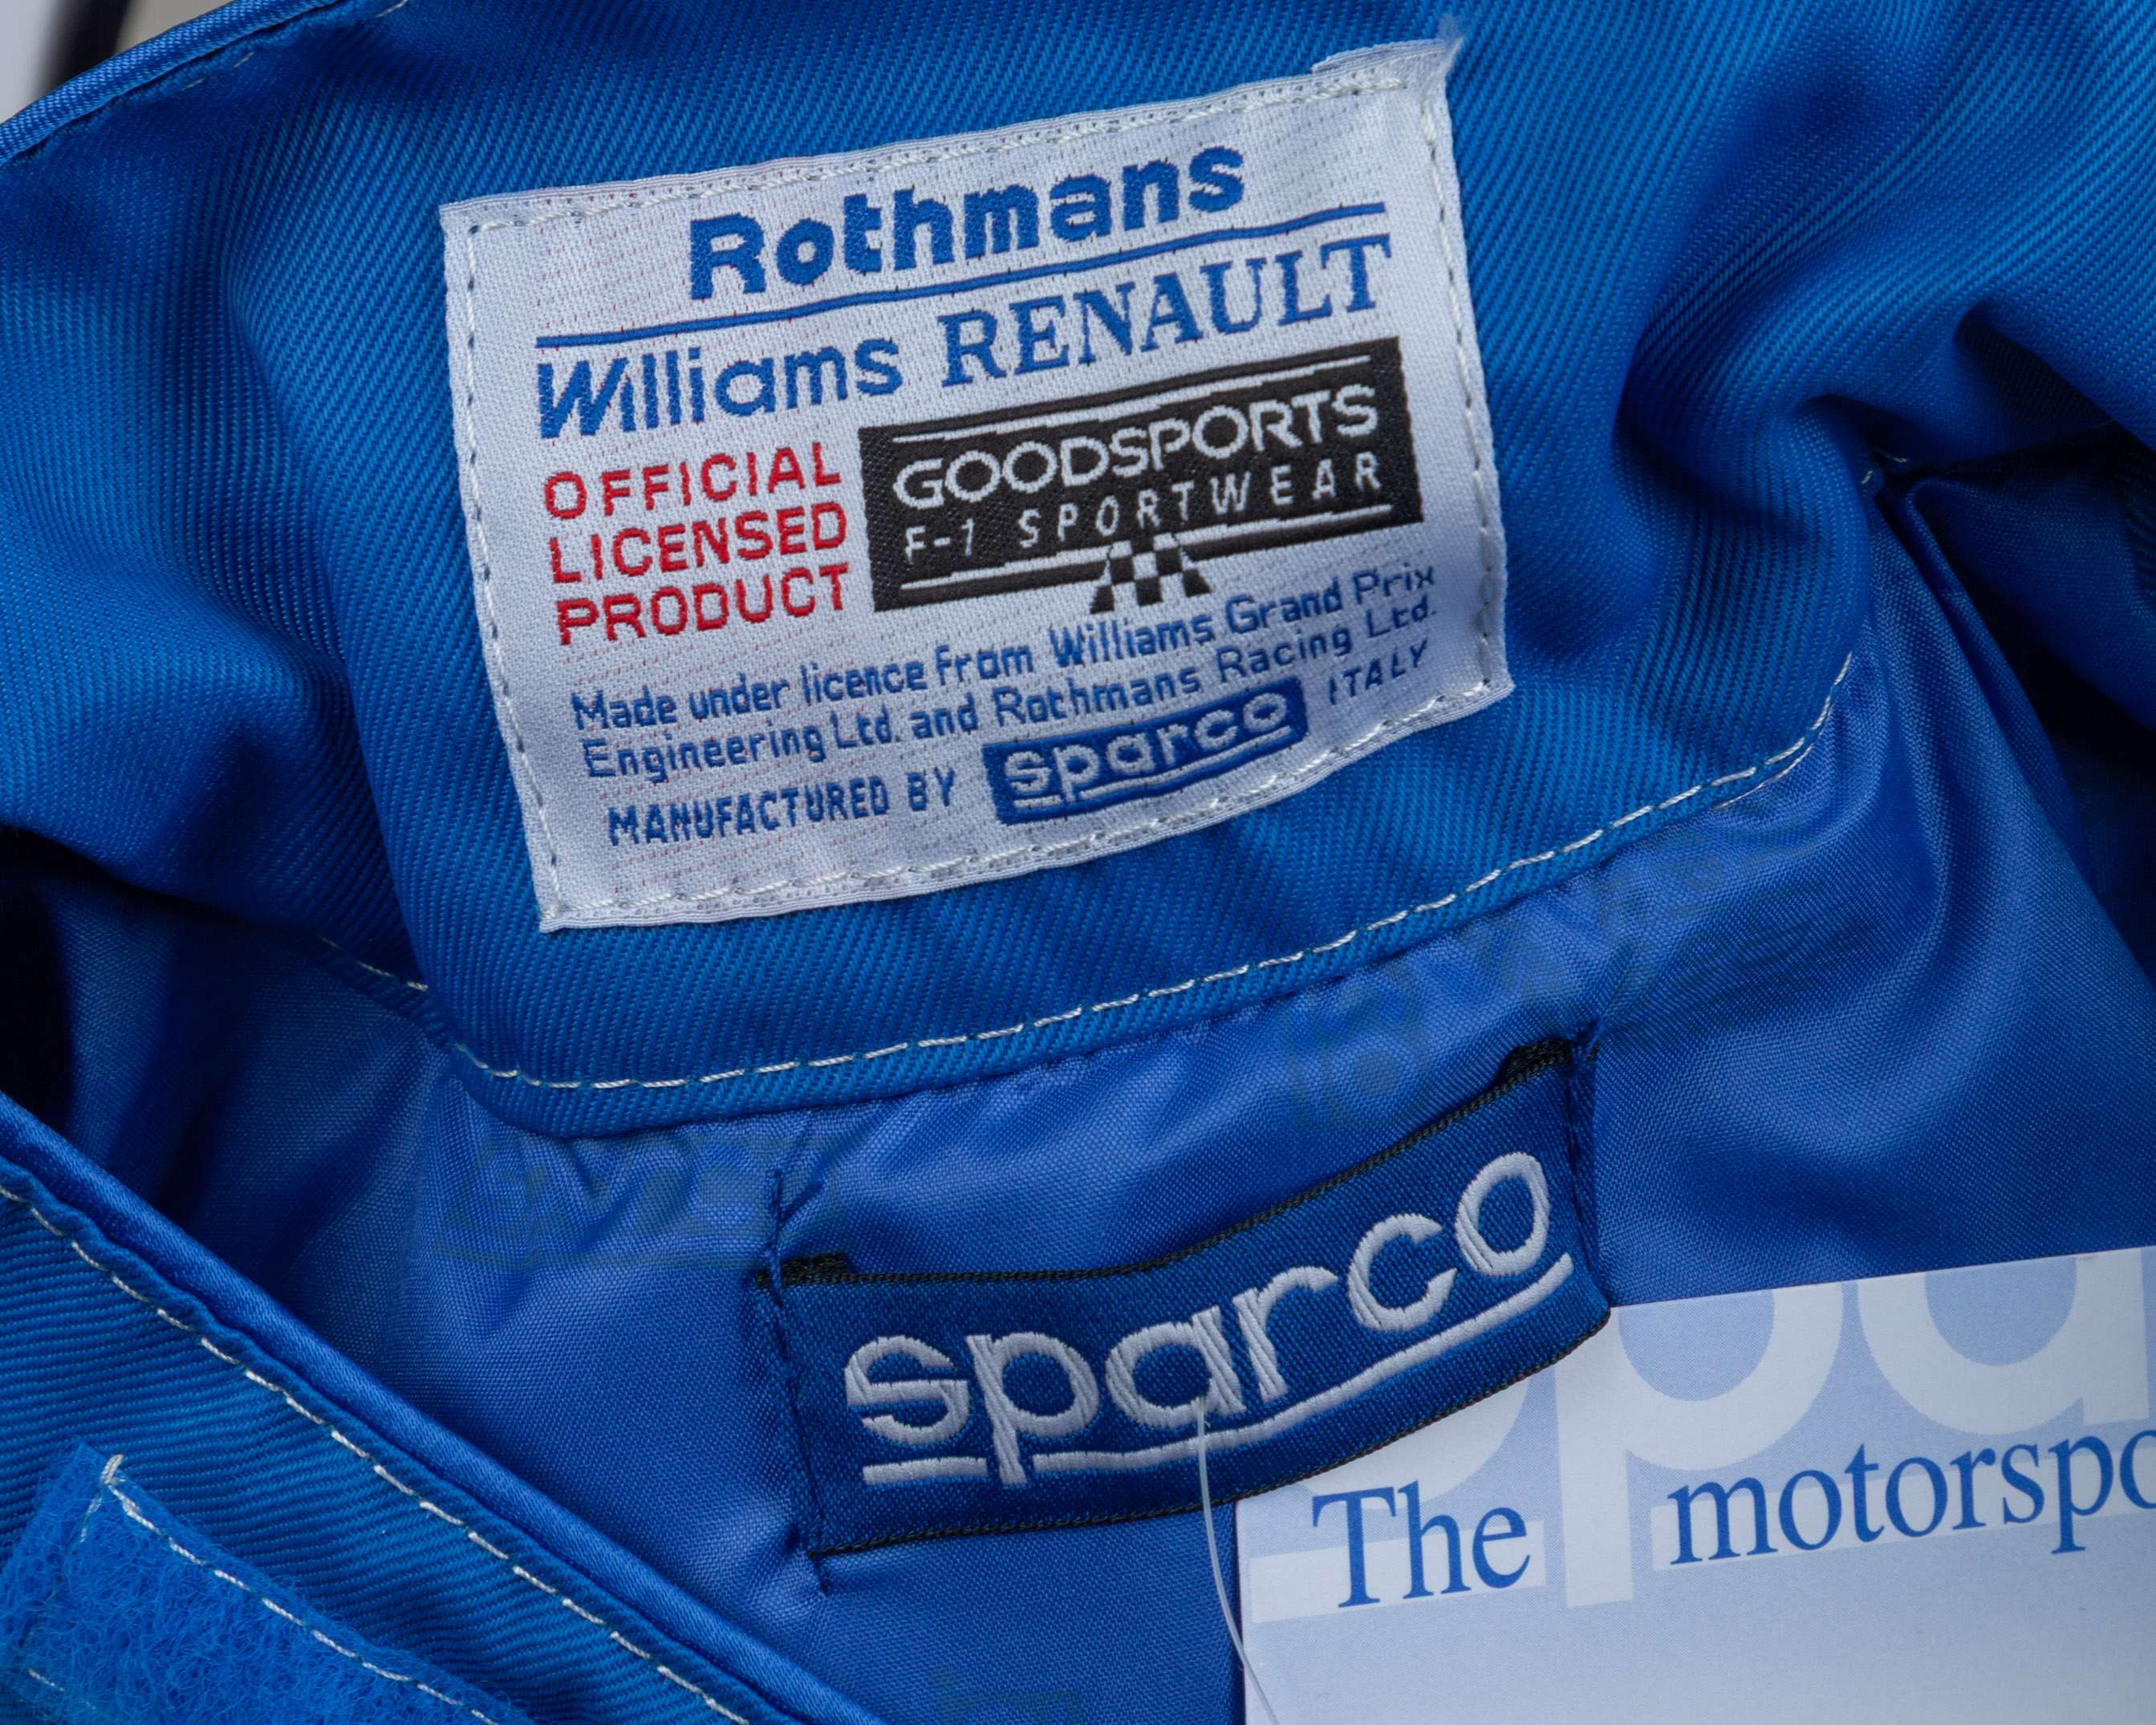 Rothmans
Williams RENAULT
OFFICIAL
LICENSED
PRODUCT
GOODSPORTS
F-1 SPORTWEAR
Made under licence from Williams Grand Prix
Engineering Ltd. and Rothmans Racing Ltd.
MANUFACTURED BY sparco ITALY
sparco
The motorspo